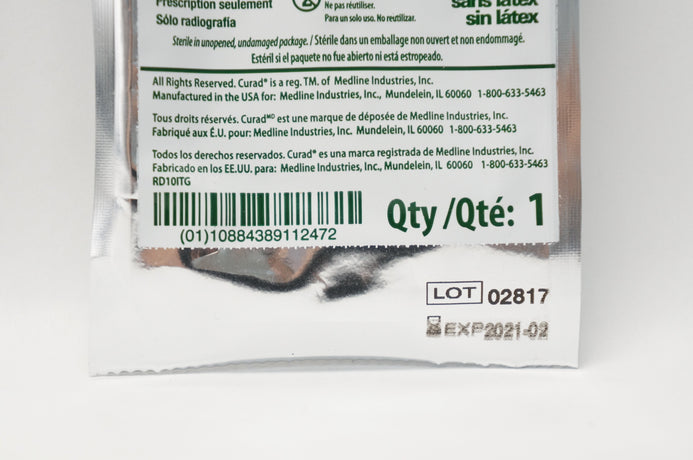 Prescription seulement
Sólo radiografía
Ne pas réutiliser.
Para un solo uso. No reutilizar.
sans latex
sin látex
Sterile in unopened, undamaged package. / Stérile dans un emballage non ouvert et non endommagé.
Estéril si el paquete no fue abierto ni está estropeado.
All Rights Reserved. Curad® is a reg. TM. of Medline Industries, Inc.
Manufactured in the USA for: Medline Industries, Inc., Mundelein, IL 60060 1-800-633-5463
Tous droits réservés. Curadᴹᴰ est une marque de déposée de Medline Industries, Inc.
Fabriqué aux É.U. pour: Medline Industries, Inc. Mundelein, IL 60060 1-800-633-5463
Todos los derechos reservados. Curad® es una marca registrada de Medline Industries, Inc.
Fabricado en los EE.UU. para: Medline Industries, Inc., Mundelein, IL 60060 1-800-633-5463
RD10ITG
(01)10884389112472
Qty /Qté: 1
LOT 02817
EXP2021-02